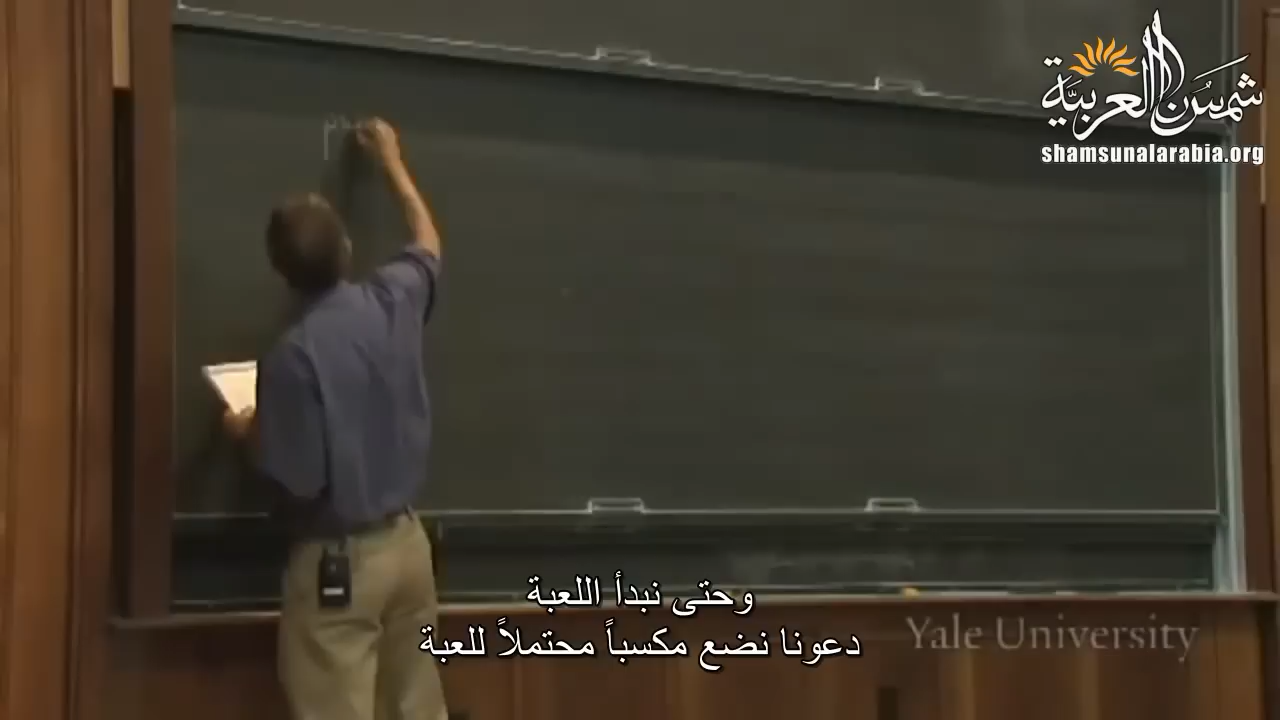 شمس العربية
shamsunalarabia.org
وحتى نبدأ اللعبة
دعونا نضع مكسباً محتملاً للعبة
Yale University